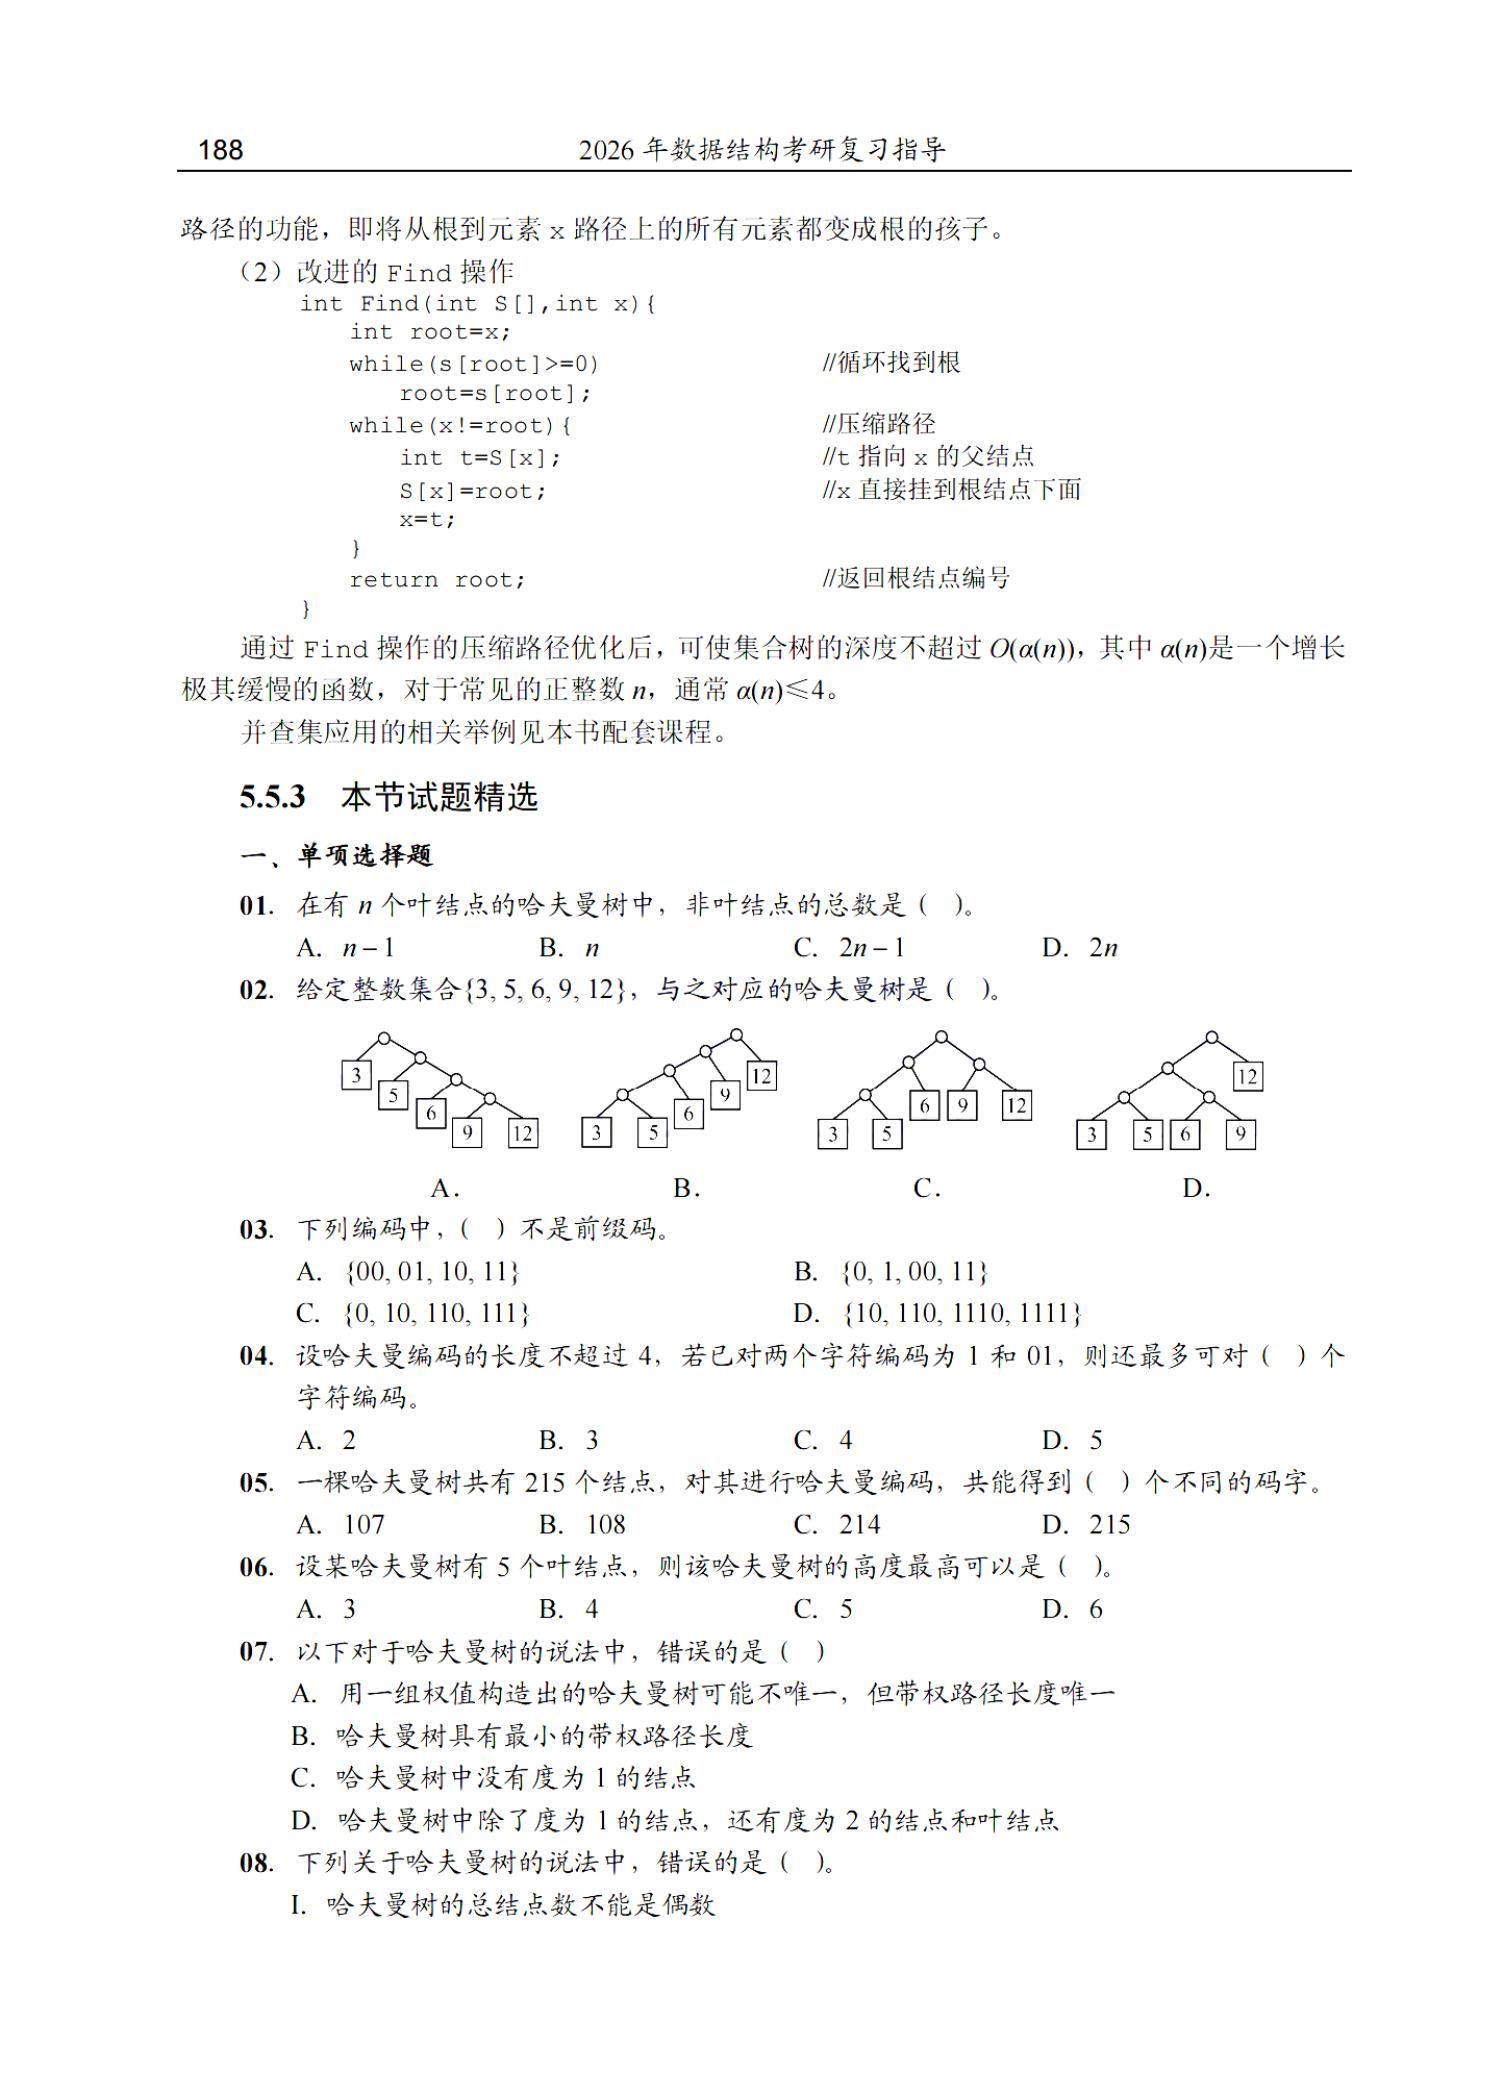 188 2026 年数据结构考研复习指导
路径的功能，即将从根到元素 x 路径上的所有元素都变成根的孩子。
（2）改进的 Find 操作
int Find(int S[],int x){
int root=x;
while(s[root]>=0) //循环找到根
root=s[root];
while(x!=root){ //压缩路径
int t=S[x]; //t 指向 x 的父结点
S[x]=root; //x 直接挂到根结点下面
x=t;
}
return root; //返回根结点编号
}
通过 Find 操作的压缩路径优化后，可使集合树的深度不超过 O(α(n))，其中 α(n)是一个增长
极其缓慢的函数，对于常见的正整数 n，通常 α(n)≤4。
并查集应用的相关举例见本书配套课程。
5.5.3 本节试题精选
一、单项选择题
01. 在有 n 个叶结点的哈夫曼树中，非叶结点的总数是（ ）。
A. n – 1 B. n C. 2n – 1 D. 2n
02. 给定整数集合{3, 5, 6, 9, 12}，与之对应的哈夫曼树是（ ）。
3 5 6 9 12
3 5 6 9 12
3 5 6 9 12
3 5 6 9 12
A. B. C. D.
03. 下列编码中，（ ）不是前缀码。
A. {00, 01, 10, 11} B. {0, 1, 00, 11}
C. {0, 10, 110, 111} D. {10, 110, 1110, 1111}
04. 设哈夫曼编码的长度不超过 4，若已对两个字符编码为 1 和 01，则还最多可对（ ）个
字符编码。
A. 2 B. 3 C. 4 D. 5
05. 一棵哈夫曼树共有 215 个结点，对其进行哈夫曼编码，共能得到（ ）个不同的码字。
A. 107 B. 108 C. 214 D. 215
06. 设某哈夫曼树有 5 个叶结点，则该哈夫曼树的高度最高可以是（ ）。
A. 3 B. 4 C. 5 D. 6
07. 以下对于哈夫曼树的说法中，错误的是（ ）
A. 用一组权值构造出的哈夫曼树可能不唯一，但带权路径长度唯一
B. 哈夫曼树具有最小的带权路径长度
C. 哈夫曼树中没有度为 1 的结点
D. 哈夫曼树中除了度为 1 的结点，还有度为 2 的结点和叶结点
08. 下列关于哈夫曼树的说法中，错误的是（ ）。
I. 哈夫曼树的总结点数不能是偶数